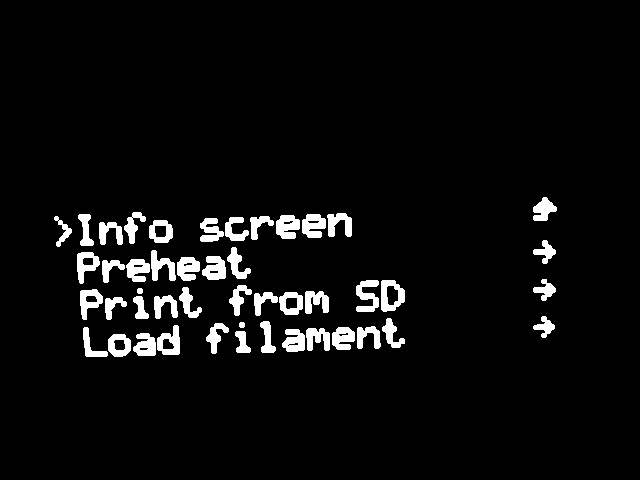 >Info screen
Preheat →
Print from SD →
Load filament →